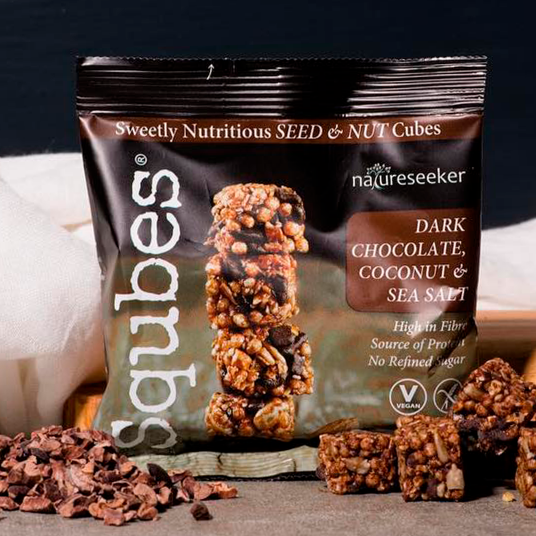 Sweetly Nutritious SEED & NUT Cubes
Squbes®
natureseeker
DARK
CHOCOLATE,
COCONUT &
SEA SALT
High in Fibre
Source of Protein
No Refined Sugar
V
VEGAN